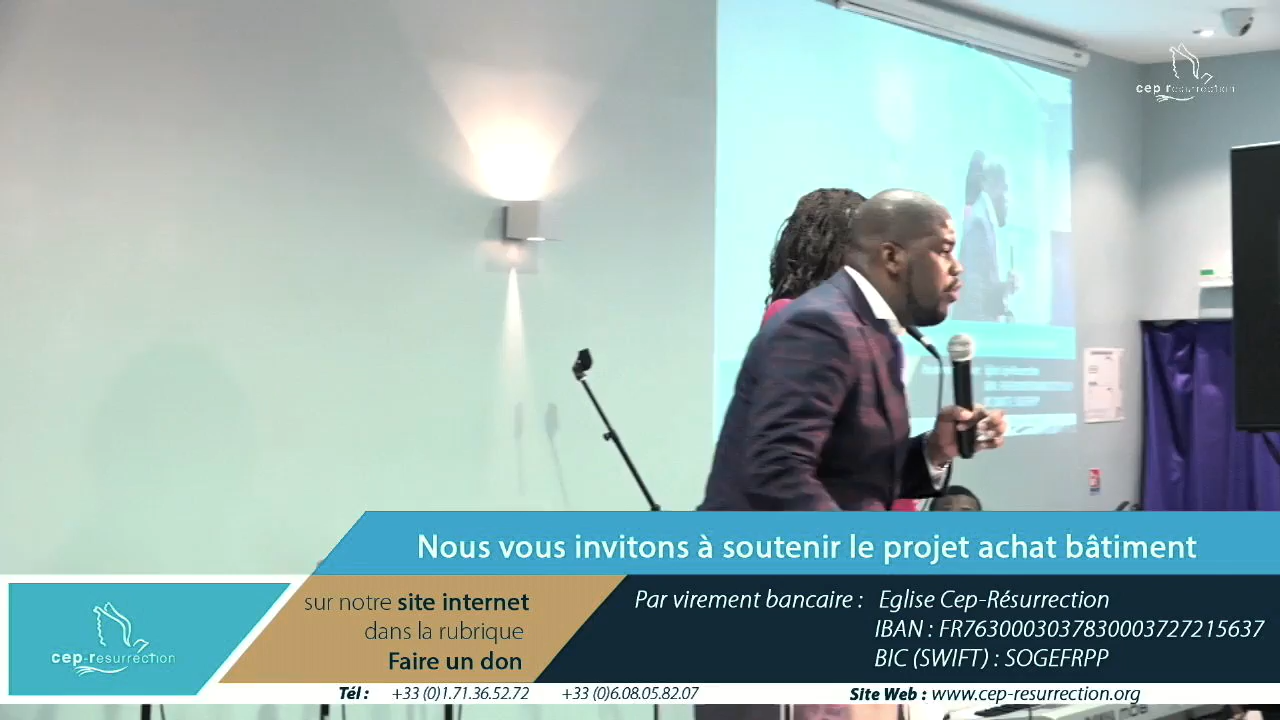 cep-resurrection
Nous vous invitons à soutenir le projet achat bâtiment
sur notre site internet
dans la rubrique
Faire un don
Par virement bancaire : Eglise Cep-Résurrection
IBAN : FR7630003037830003727215637
BIC (SWIFT) : SOGEFRPP
cep-resurrection
Tél : +33 (0)1.71.36.52.72 +33 (0)6.08.05.82.07
Site Web : www.cep-resurrection.org